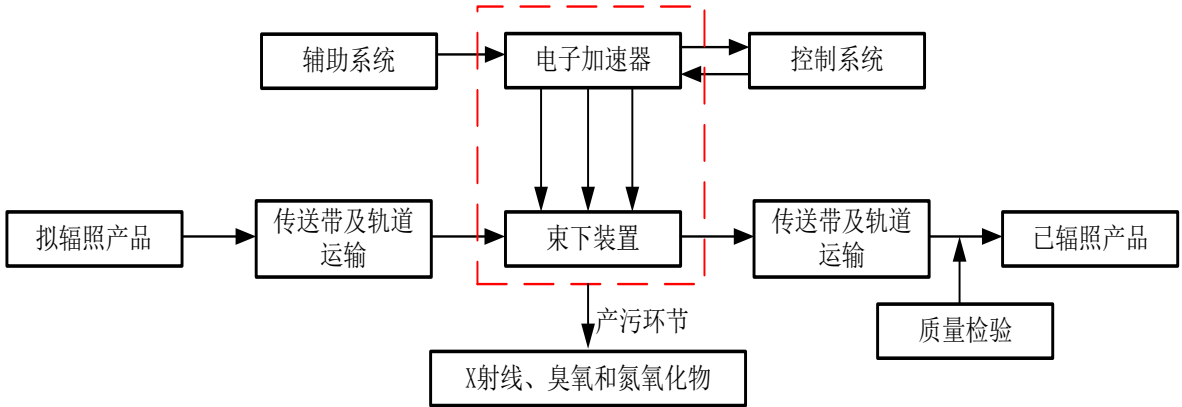 辅助系统
电子加速器
控制系统
拟辐照产品
传送带及轨道
运输
束下装置
传送带及轨道
运输
已辐照产品
产污环节
质量检验
X射线、臭氧和氮氧化物